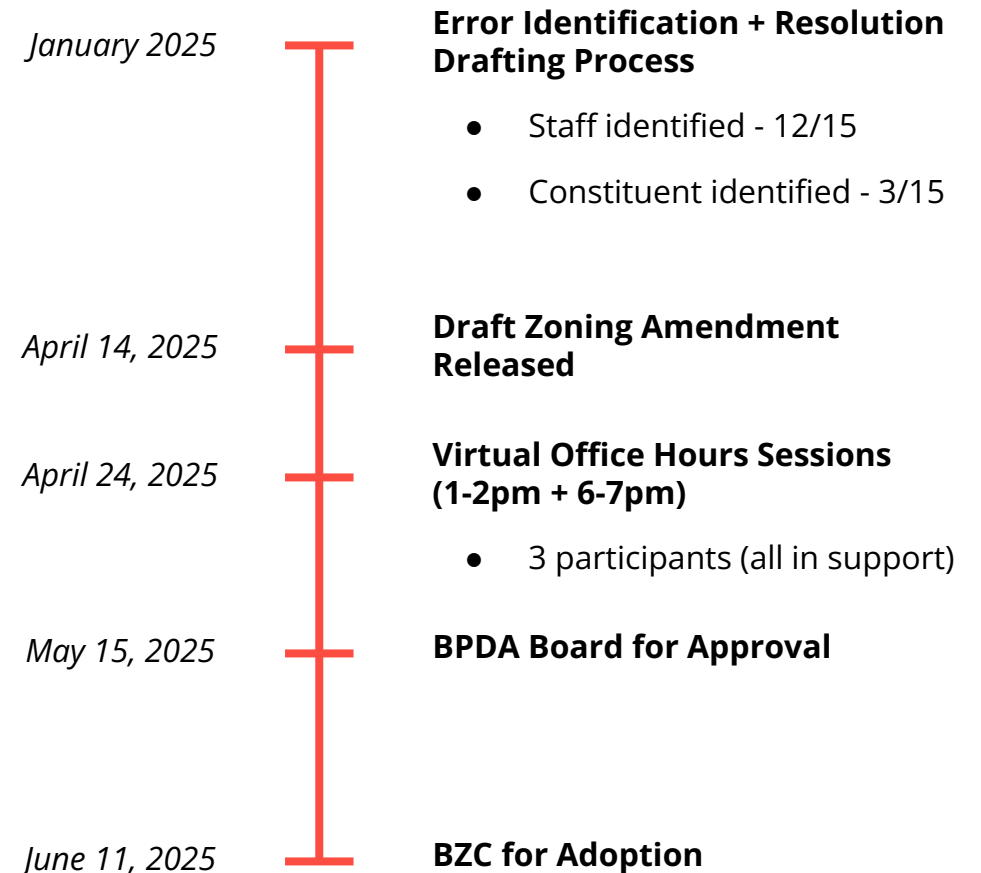 January 2025
Error Identification + Resolution
Drafting Process
● Staff identified - 12/15
● Constituent identified - 3/15
April 14, 2025
Draft Zoning Amendment
Released
April 24, 2025
Virtual Office Hours Sessions
(1-2pm + 6-7pm)
● 3 participants (all in support)
May 15, 2025
BPDA Board for Approval
June 11, 2025
BZC for Adoption